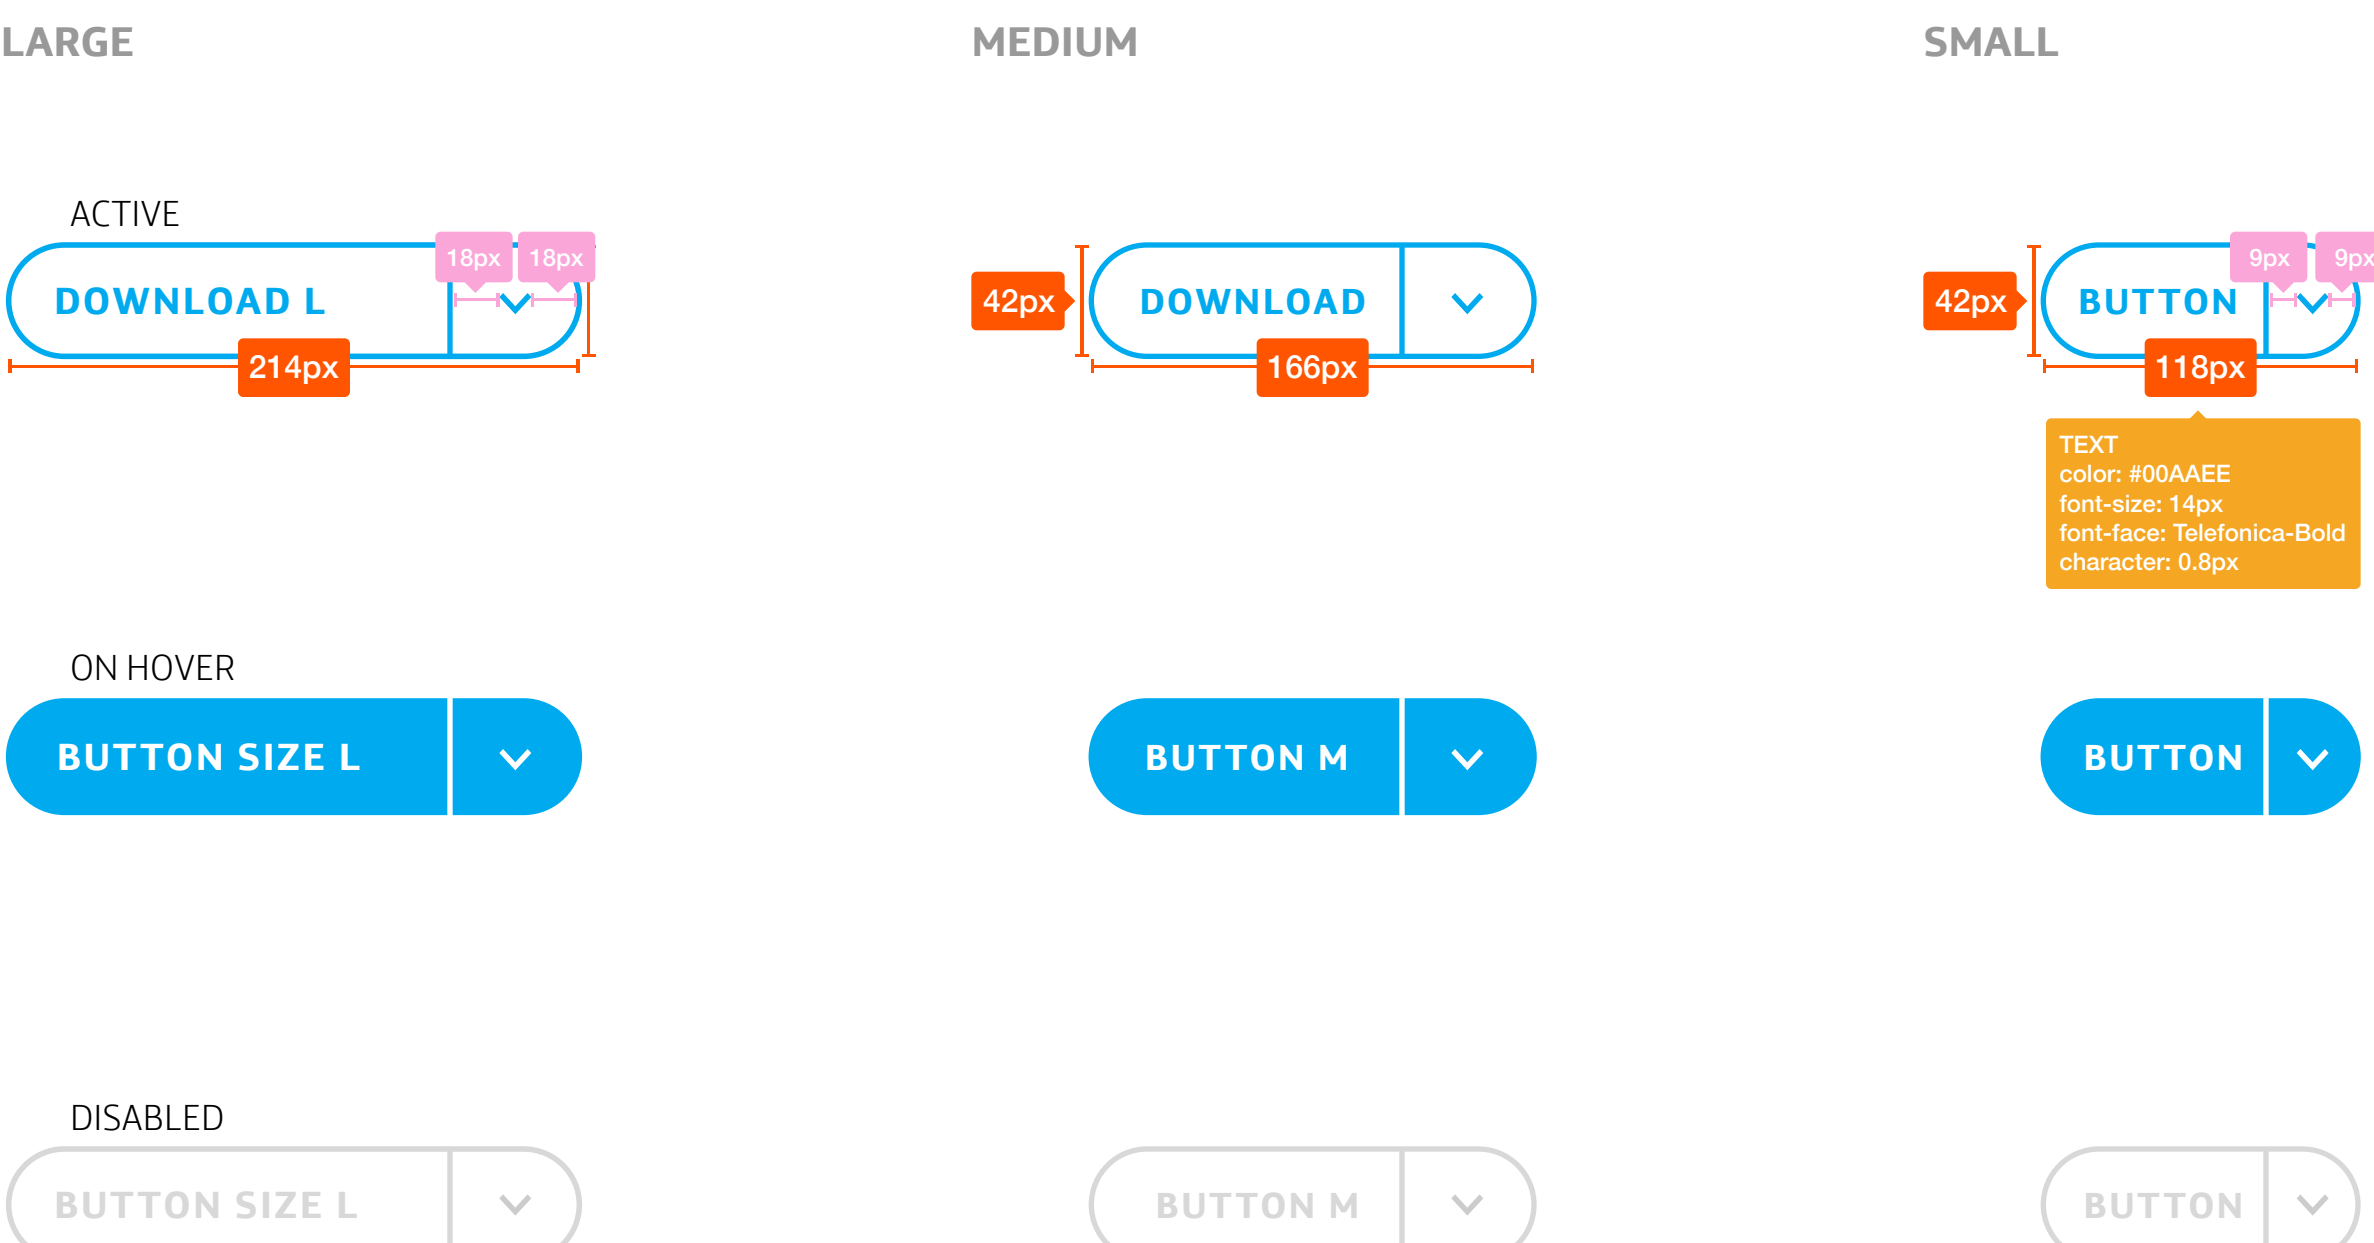 LARGE
MEDIUM
SMALL
ACTIVE
18px 18px
DOWNLOAD L
214px
42px
DOWNLOAD
166px
9px 9px
42px
BUTTON
118px
TEXT
color: #00AAEE
font-size: 14px
font-face: Telefonica-Bold
character: 0.8px
ON HOVER
BUTTON SIZE L
BUTTON M
BUTTON
DISABLED
BUTTON SIZE L
BUTTON M
BUTTON